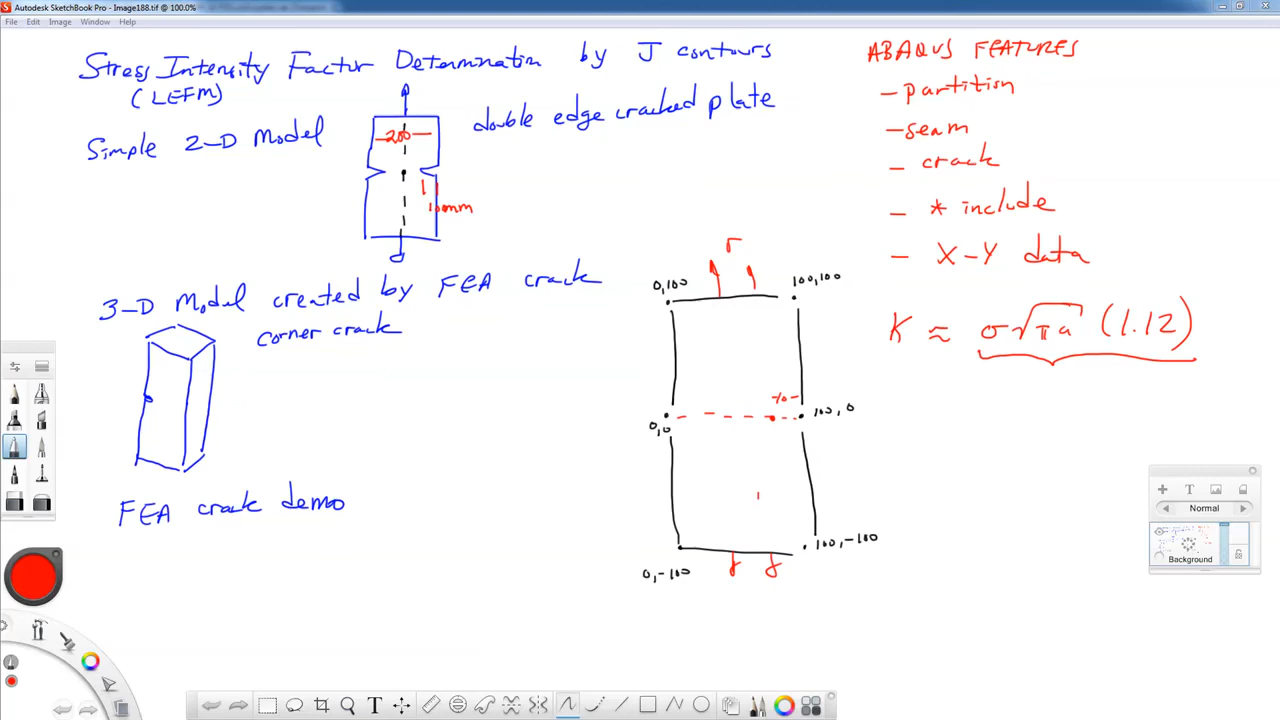 Autodesk SketchBook Pro - Image188.tif @ 100.0%
File Edit Image Window Help
Stress Intensity Factor Determination by J contours
(LEFM)
Simple 2-D Model
200
10mm
double edge cracked plate
3-D Model created by FEA crack
corner crack
FEA crack demo
ABAQUS FEATURES
- partition
- seam
- crack
- * include
- X-Y data
K ≈ σ√πa (1.12)
σ
0,100
100,100
-10-
0,0
100,0
0,-100
100,-100
Normal
Background